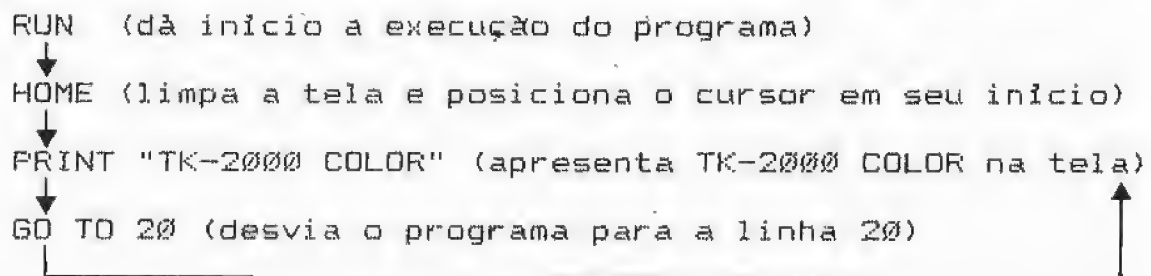 RUN (dà início a execução do programa)
HOME (limpa a tela e posiciona o cursor em seu início)
PRINT "TK-2000 COLOR" (apresenta TK-2000 COLOR na tela)
GO TO 20 (desvia o programa para a linha 20)